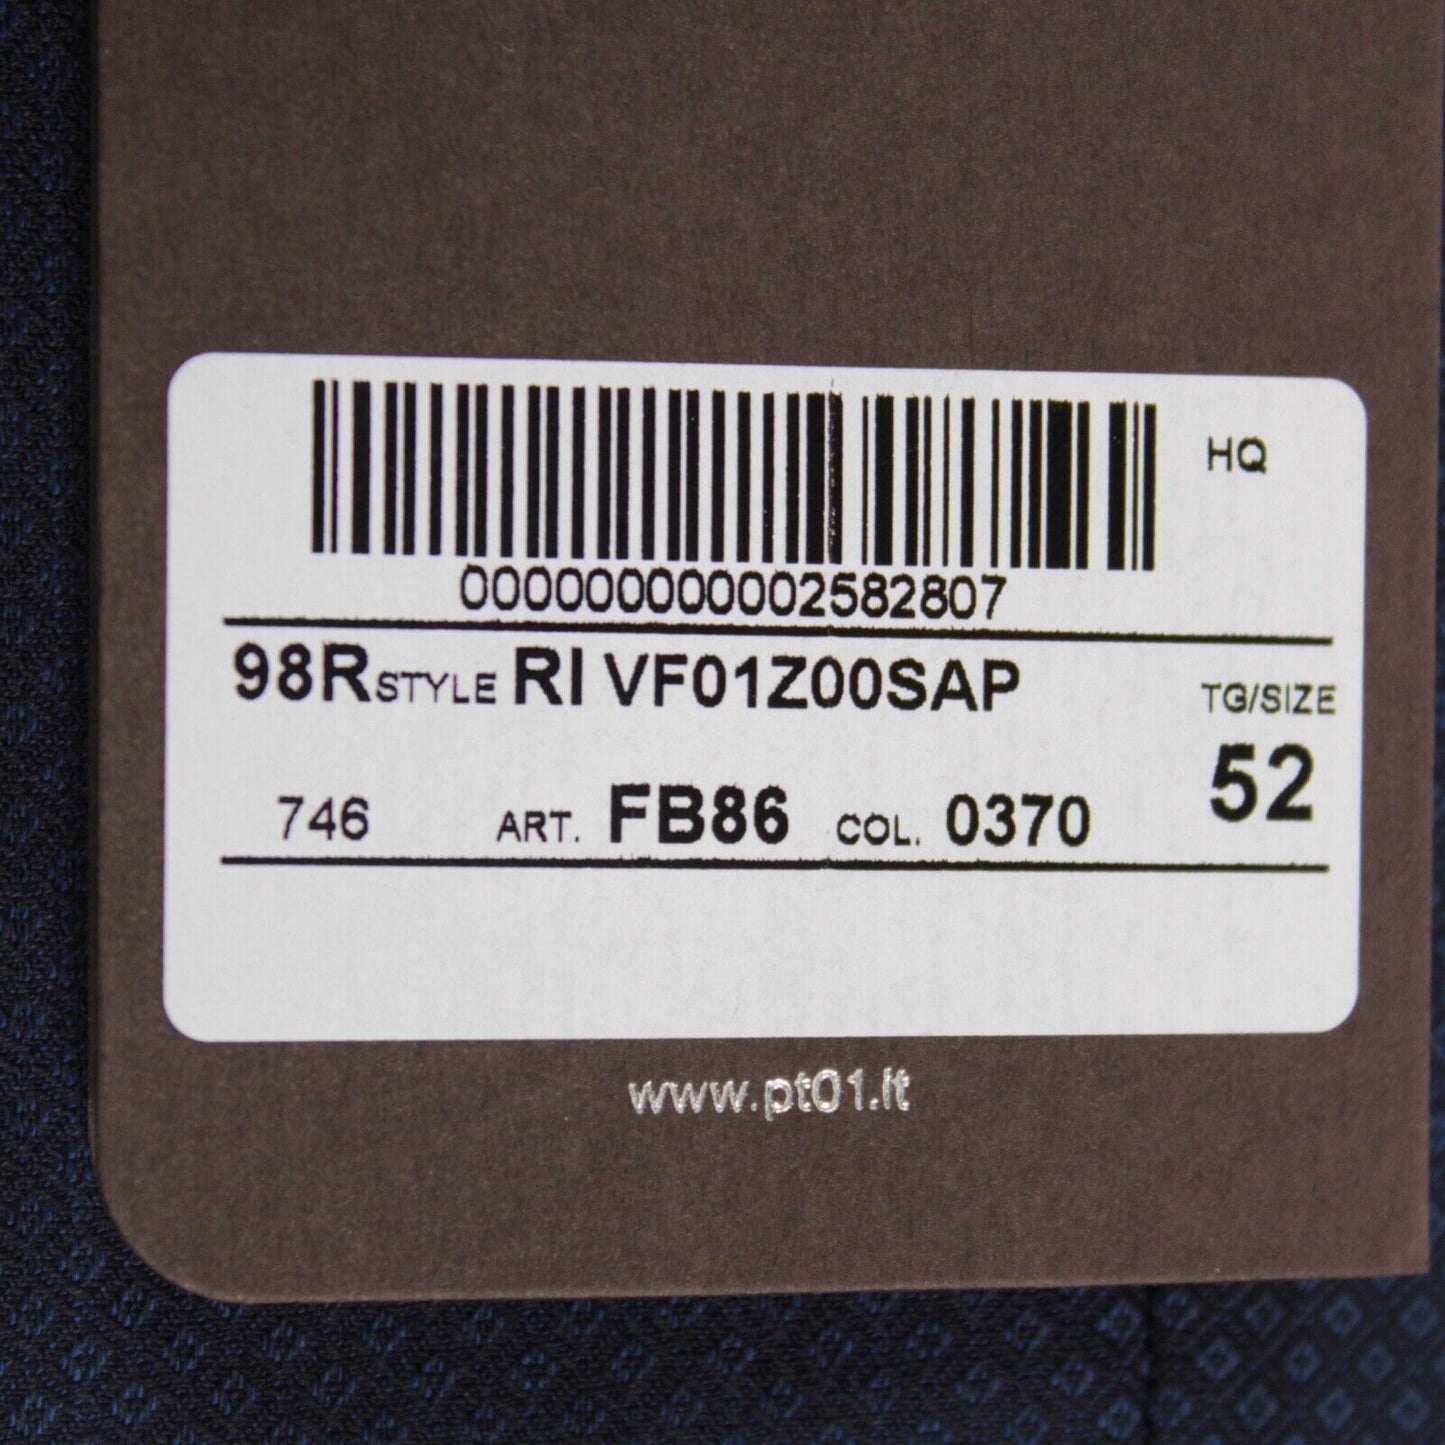 HQ
000000000002582807
98R STYLE RI VF01Z00SAP
TG/SIZE
52
746 ART. FB86 COL. 0370
www.pt01.it